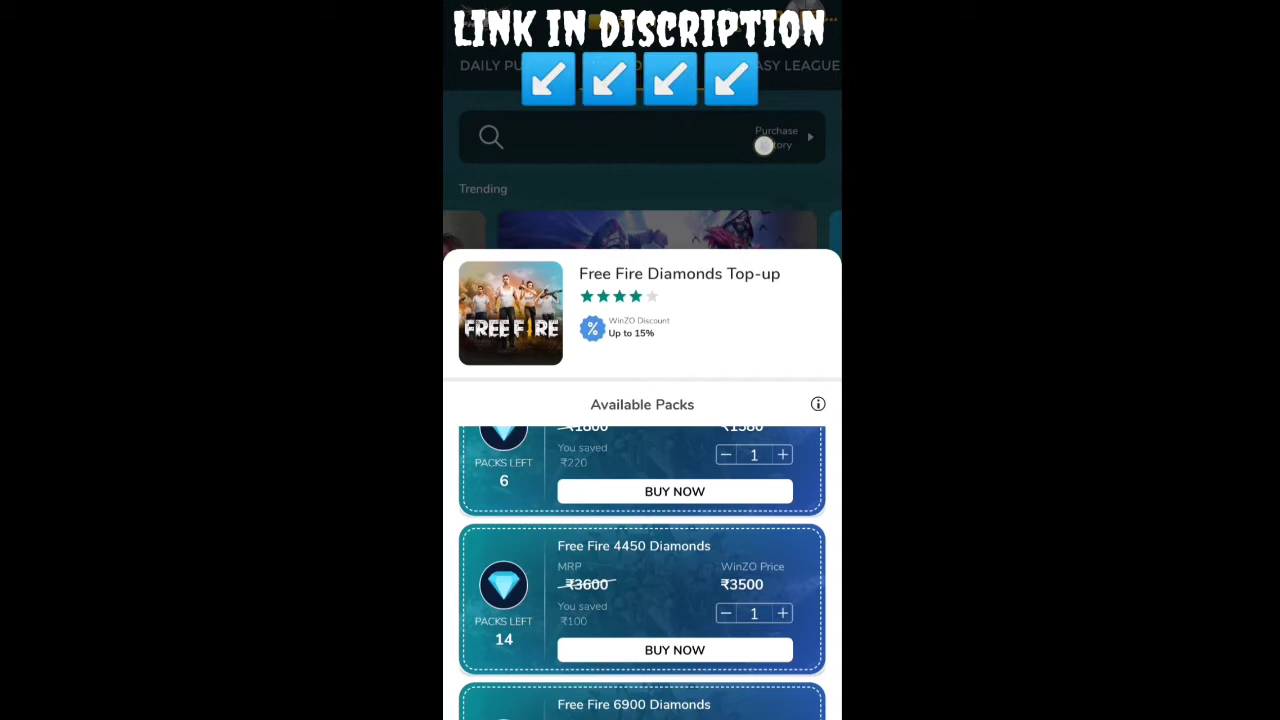 LINK IN DISCRIPTION
DAILY PU
ASY LEAGUE
Purchase
Trending
Free Fire Diamonds Top-up
WinZO Discount
% Up to 15%
FREE FIRE
Available Packs
₹1800 ₹1580
You saved
₹220
- 1 +
PACKS LEFT
6
BUY NOW
Free Fire 4450 Diamonds
MRP WinZO Price
₹3600 ₹3500
You saved
₹100
- 1 +
PACKS LEFT
14
BUY NOW
Free Fire 6900 Diamonds